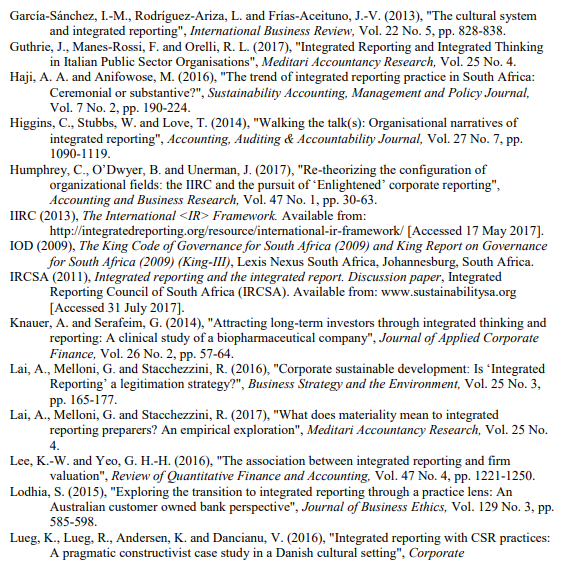 García-Sánchez, I.-M., Rodríguez-Ariza, L. and Frías-Aceituno, J.-V. (2013), "The cultural system
and integrated reporting", International Business Review, Vol. 22 No. 5, pp. 828-838.
Guthrie, J., Manes-Rossi, F. and Orelli, R. L. (2017), "Integrated Reporting and Integrated Thinking
in Italian Public Sector Organisations", Meditari Accountancy Research, Vol. 25 No. 4.
Haji, A. A. and Anifowose, M. (2016), "The trend of integrated reporting practice in South Africa:
Ceremonial or substantive?", Sustainability Accounting, Management and Policy Journal,
Vol. 7 No. 2, pp. 190-224.
Higgins, C., Stubbs, W. and Love, T. (2014), "Walking the talk(s): Organisational narratives of
integrated reporting", Accounting, Auditing & Accountability Journal, Vol. 27 No. 7, pp.
1090-1119.
Humphrey, C., O’Dwyer, B. and Unerman, J. (2017), "Re-theorizing the configuration of
organizational fields: the IIRC and the pursuit of ‘Enlightened’ corporate reporting",
Accounting and Business Research, Vol. 47 No. 1, pp. 30-63.
IIRC (2013), The International <IR> Framework. Available from:
http://integratedreporting.org/resource/international-ir-framework/ [Accessed 17 May 2017].
IOD (2009), The King Code of Governance for South Africa (2009) and King Report on Governance
for South Africa (2009) (King-III), Lexis Nexus South Africa, Johannesburg, South Africa.
IRCSA (2011), Integrated reporting and the integrated report. Discussion paper, Integrated
Reporting Council of South Africa (IRCSA). Available from: www.sustainabilitysa.org
[Accessed 31 July 2017].
Knauer, A. and Serafeim, G. (2014), "Attracting long-term investors through integrated thinking and
reporting: A clinical study of a biopharmaceutical company", Journal of Applied Corporate
Finance, Vol. 26 No. 2, pp. 57-64.
Lai, A., Melloni, G. and Stacchezzini, R. (2016), "Corporate sustainable development: Is ‘Integrated
Reporting’ a legitimation strategy?", Business Strategy and the Environment, Vol. 25 No. 3,
pp. 165-177.
Lai, A., Melloni, G. and Stacchezzini, R. (2017), "What does materiality mean to integrated
reporting preparers? An empirical exploration", Meditari Accountancy Research, Vol. 25 No.
4.
Lee, K.-W. and Yeo, G. H.-H. (2016), "The association between integrated reporting and firm
valuation", Review of Quantitative Finance and Accounting, Vol. 47 No. 4, pp. 1221-1250.
Lodhia, S. (2015), "Exploring the transition to integrated reporting through a practice lens: An
Australian customer owned bank perspective", Journal of Business Ethics, Vol. 129 No. 3, pp.
585-598.
Lueg, K., Lueg, R., Andersen, K. and Dancianu, V. (2016), "Integrated reporting with CSR practices:
A pragmatic constructivist case study in a Danish cultural setting", Corporate